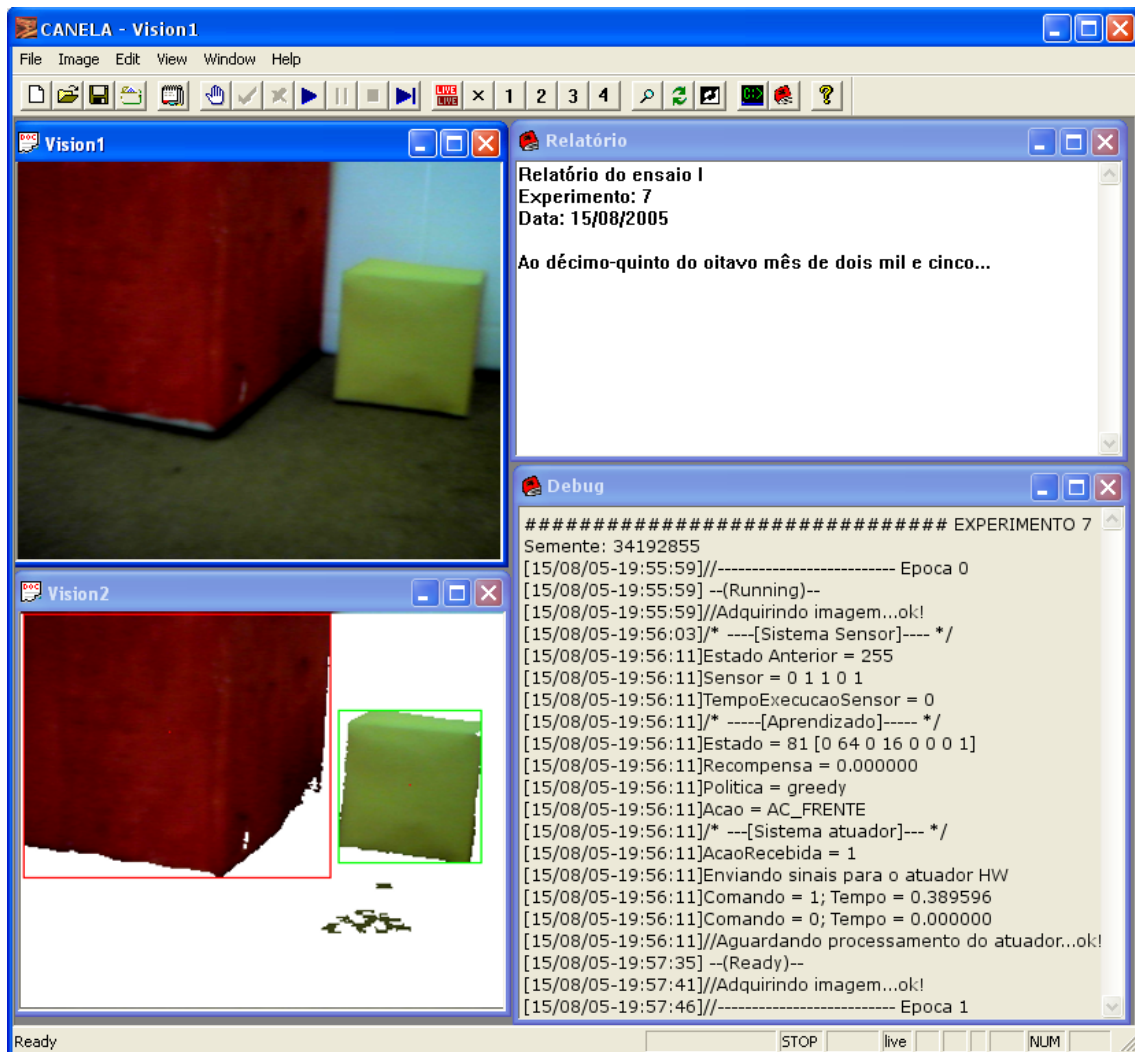 CANELA - Vision1
File Image Edit View Window Help
LIVE
LIVE
1 2 3 4
C:\>
?
DOC
Vision1
Relatório
Relatório do ensaio I
Experimento: 7
Data: 15/08/2005
Ao décimo-quinto do oitavo mês de dois mil e cinco...
Debug
############################### EXPERIMENTO 7
Semente: 34192855
[15/08/05-19:55:59]//-------------------------- Epoca 0
[15/08/05-19:55:59] --(Running)--
[15/08/05-19:55:59]//Adquirindo imagem...ok!
[15/08/05-19:56:03]/* ----[Sistema Sensor]---- */
[15/08/05-19:56:11]Estado Anterior = 255
[15/08/05-19:56:11]Sensor = 0 1 1 0 1
[15/08/05-19:56:11]TempoExecucaoSensor = 0
[15/08/05-19:56:11]/* -----[Aprendizado]----- */
[15/08/05-19:56:11]Estado = 81 [0 64 0 16 0 0 0 1]
[15/08/05-19:56:11]Recompensa = 0.000000
[15/08/05-19:56:11]Politica = greedy
[15/08/05-19:56:11]Acao = AC_FRENTE
[15/08/05-19:56:11]/* ---[Sistema atuador]--- */
[15/08/05-19:56:11]AcaoRecebida = 1
[15/08/05-19:56:11]Enviando sinais para o atuador HW
[15/08/05-19:56:11]Comando = 1; Tempo = 0.389596
[15/08/05-19:56:11]Comando = 0; Tempo = 0.000000
[15/08/05-19:56:11]//Aguardando processamento do atuador...ok!
[15/08/05-19:57:35] --(Ready)--
[15/08/05-19:57:41]//Adquirindo imagem...ok!
[15/08/05-19:57:46]//-------------------------- Epoca 1
DOC
Vision2
Ready
STOP
live
NUM